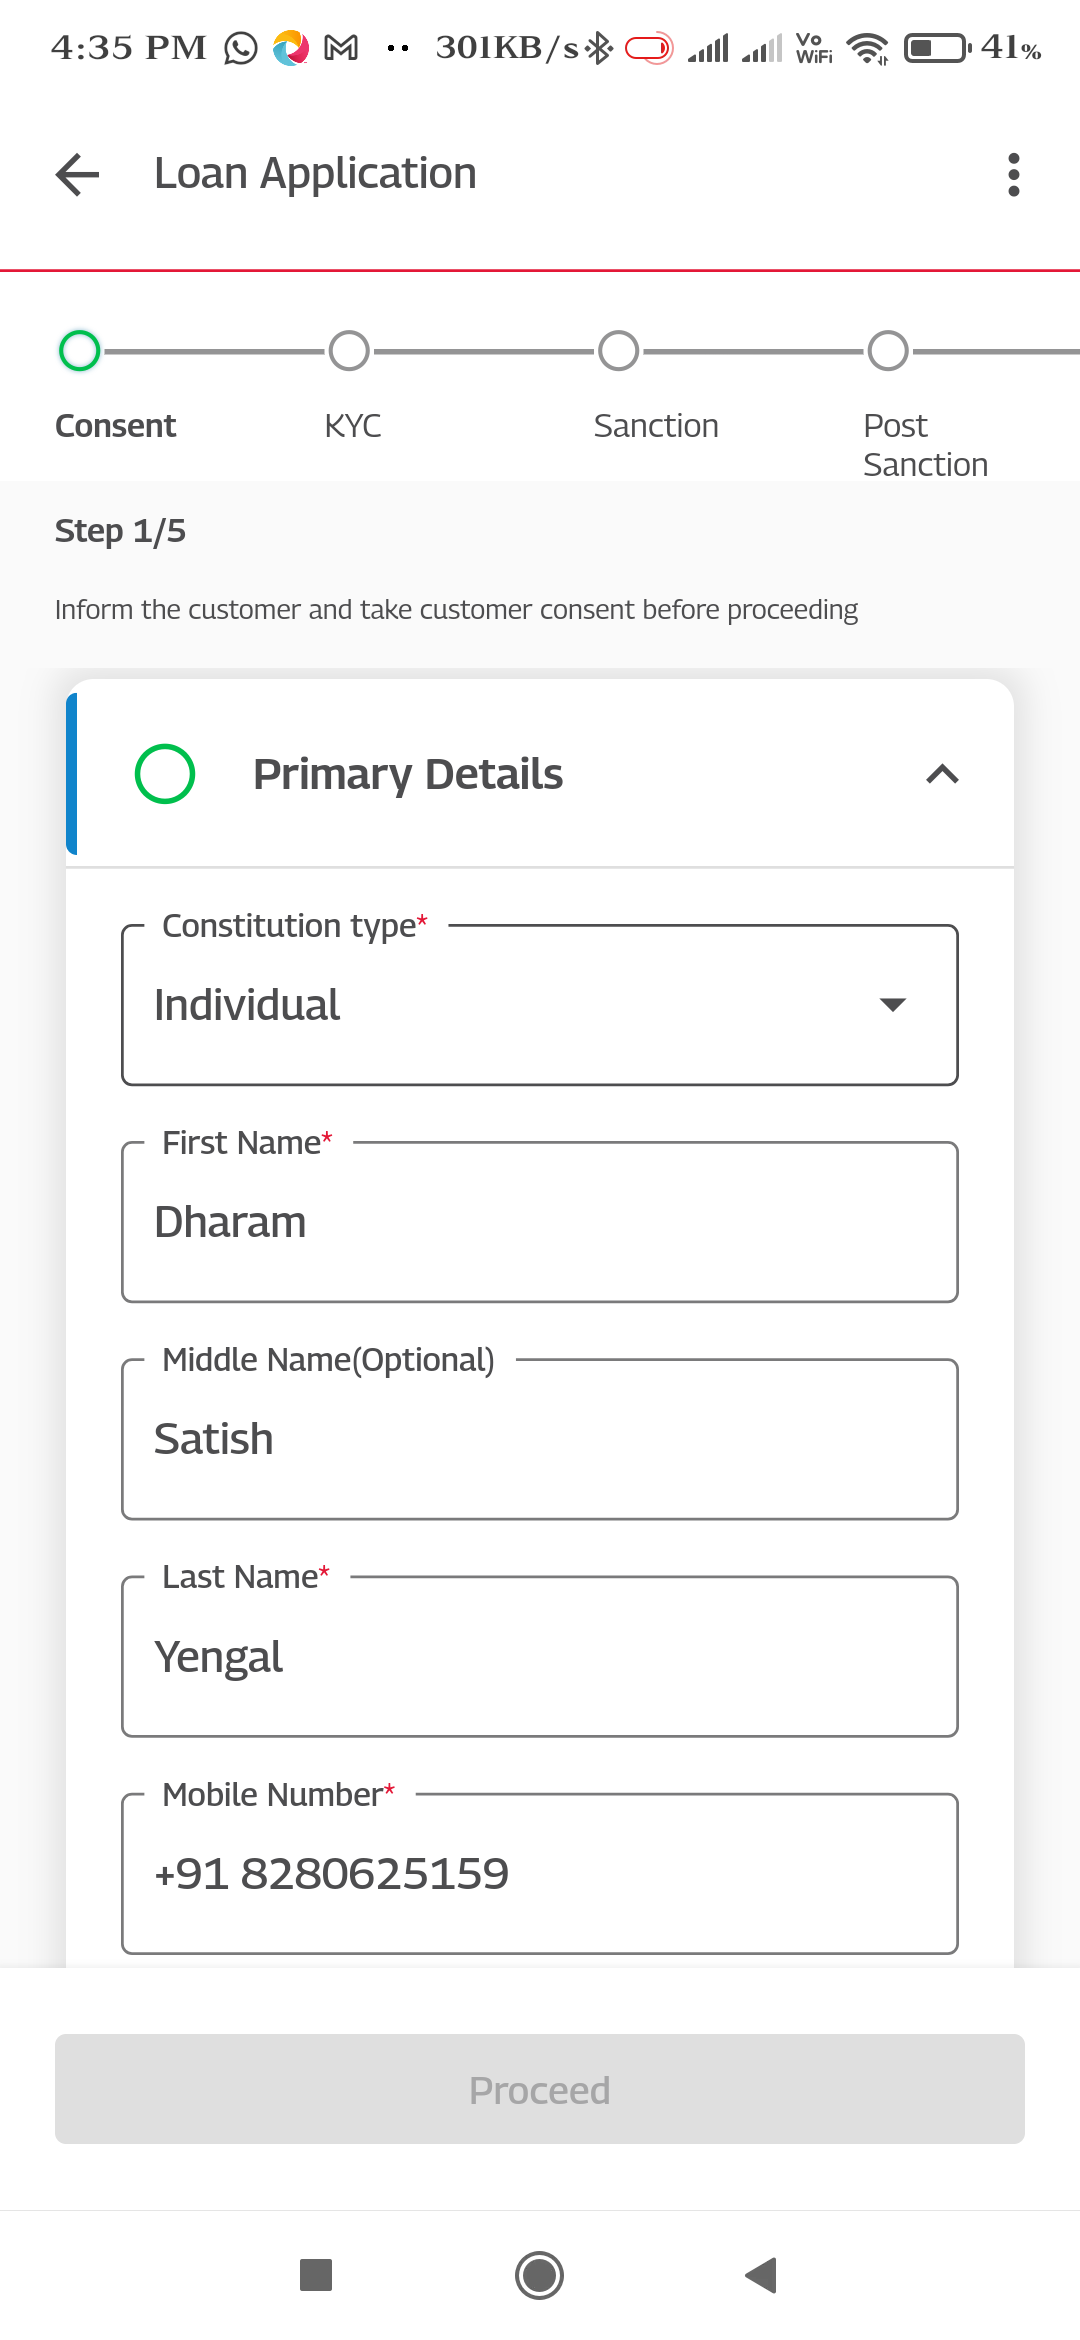 4:35 PM
301KB/s
Vo
WiFi
41%
Loan Application
Consent
KYC
Sanction
Post
Sanction
Step 1/5
Inform the customer and take customer consent before proceeding
Primary Details
Constitution type*
Individual
First Name*
Dharam
Middle Name(Optional)
Satish
Last Name*
Yengal
Mobile Number*
+91 8280625159
Proceed